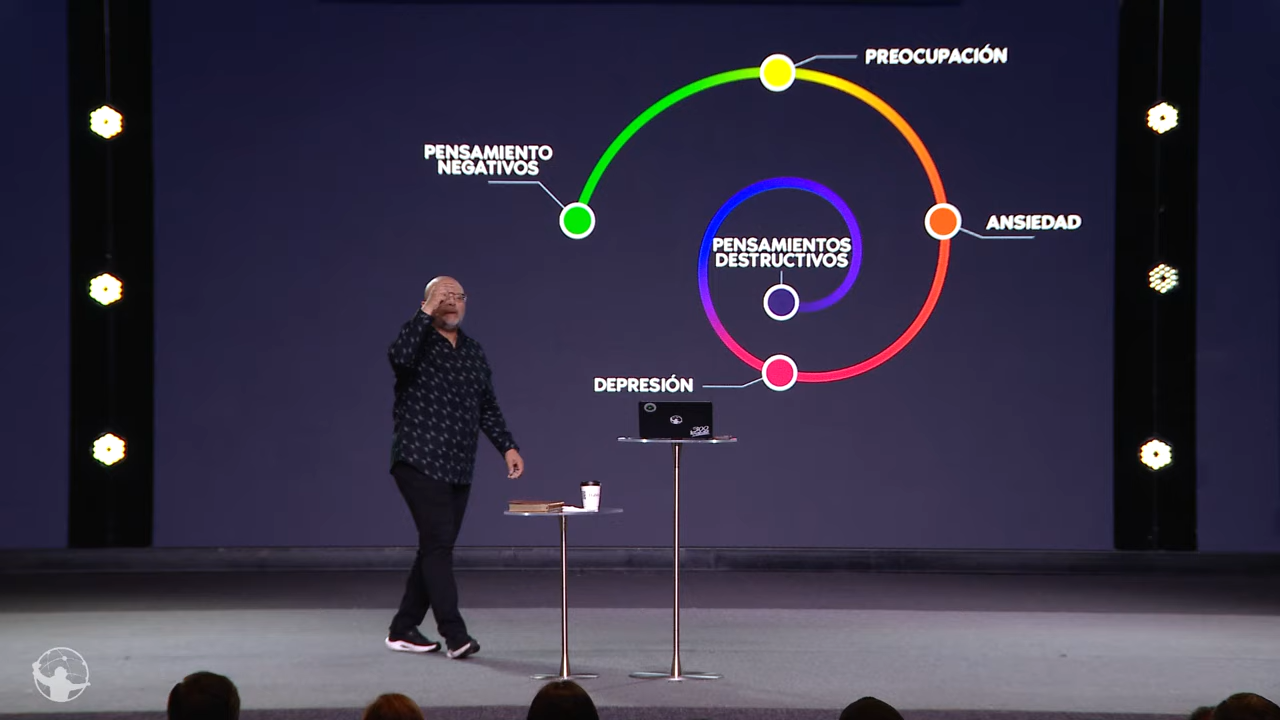 PREOCUPACIÓN
PENSAMIENTO
NEGATIVOS
ANSIEDAD
PENSAMIENTOS
DESTRUCTIVOS
DEPRESIÓN